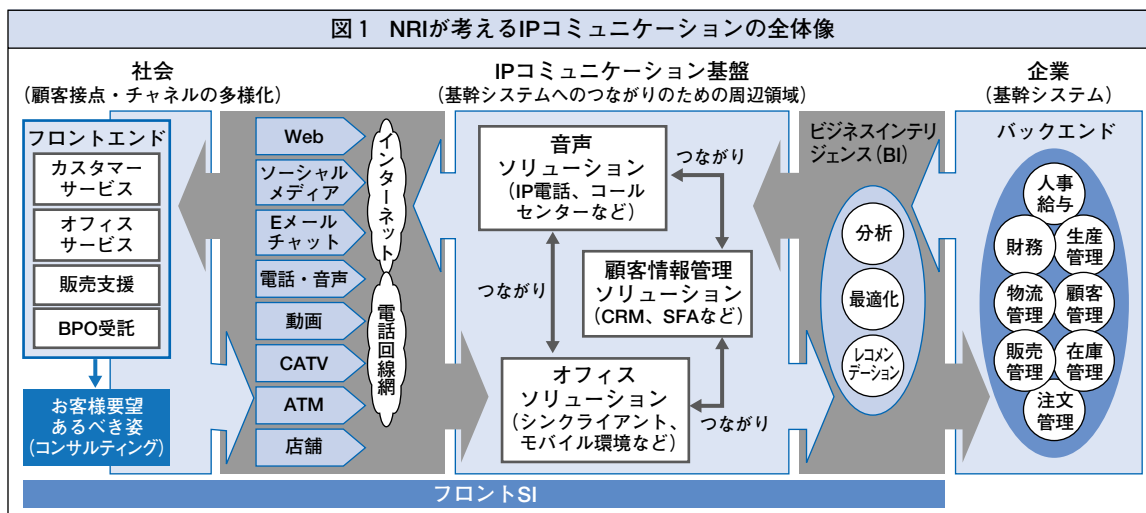 図1 NRIが考えるIPコミュニケーションの全体像
社会
(顧客接点・チャネルの多様化)
IPコミュニケーション基盤
(基幹システムへのつながりのための周辺領域)
企業
(基幹システム)
フロントエンド
カスタマー
サービス
オフィス
サービス
販売支援
BPO受託
お客様要望
あるべき姿
(コンサルティング)
Web
ソーシャル
メディア
Eメール
チャット
電話・音声
動画
CATV
ATM
店舗
インターネット
電話回線網
音声
ソリューション
(IP電話、コール
センターなど)
つながり
つながり
顧客情報管理
ソリューション
(CRM、SFAなど)
オフィス
ソリューション
(シンクライアント、
モバイル環境など)
つながり
ビジネスインテリ
ジェンス(BI)
分析
最適化
レコメン
デーション
バックエンド
人事
給与
財務
生産
管理
物流
管理
顧客
管理
販売
管理
在庫
管理
注文
管理
フロントSI